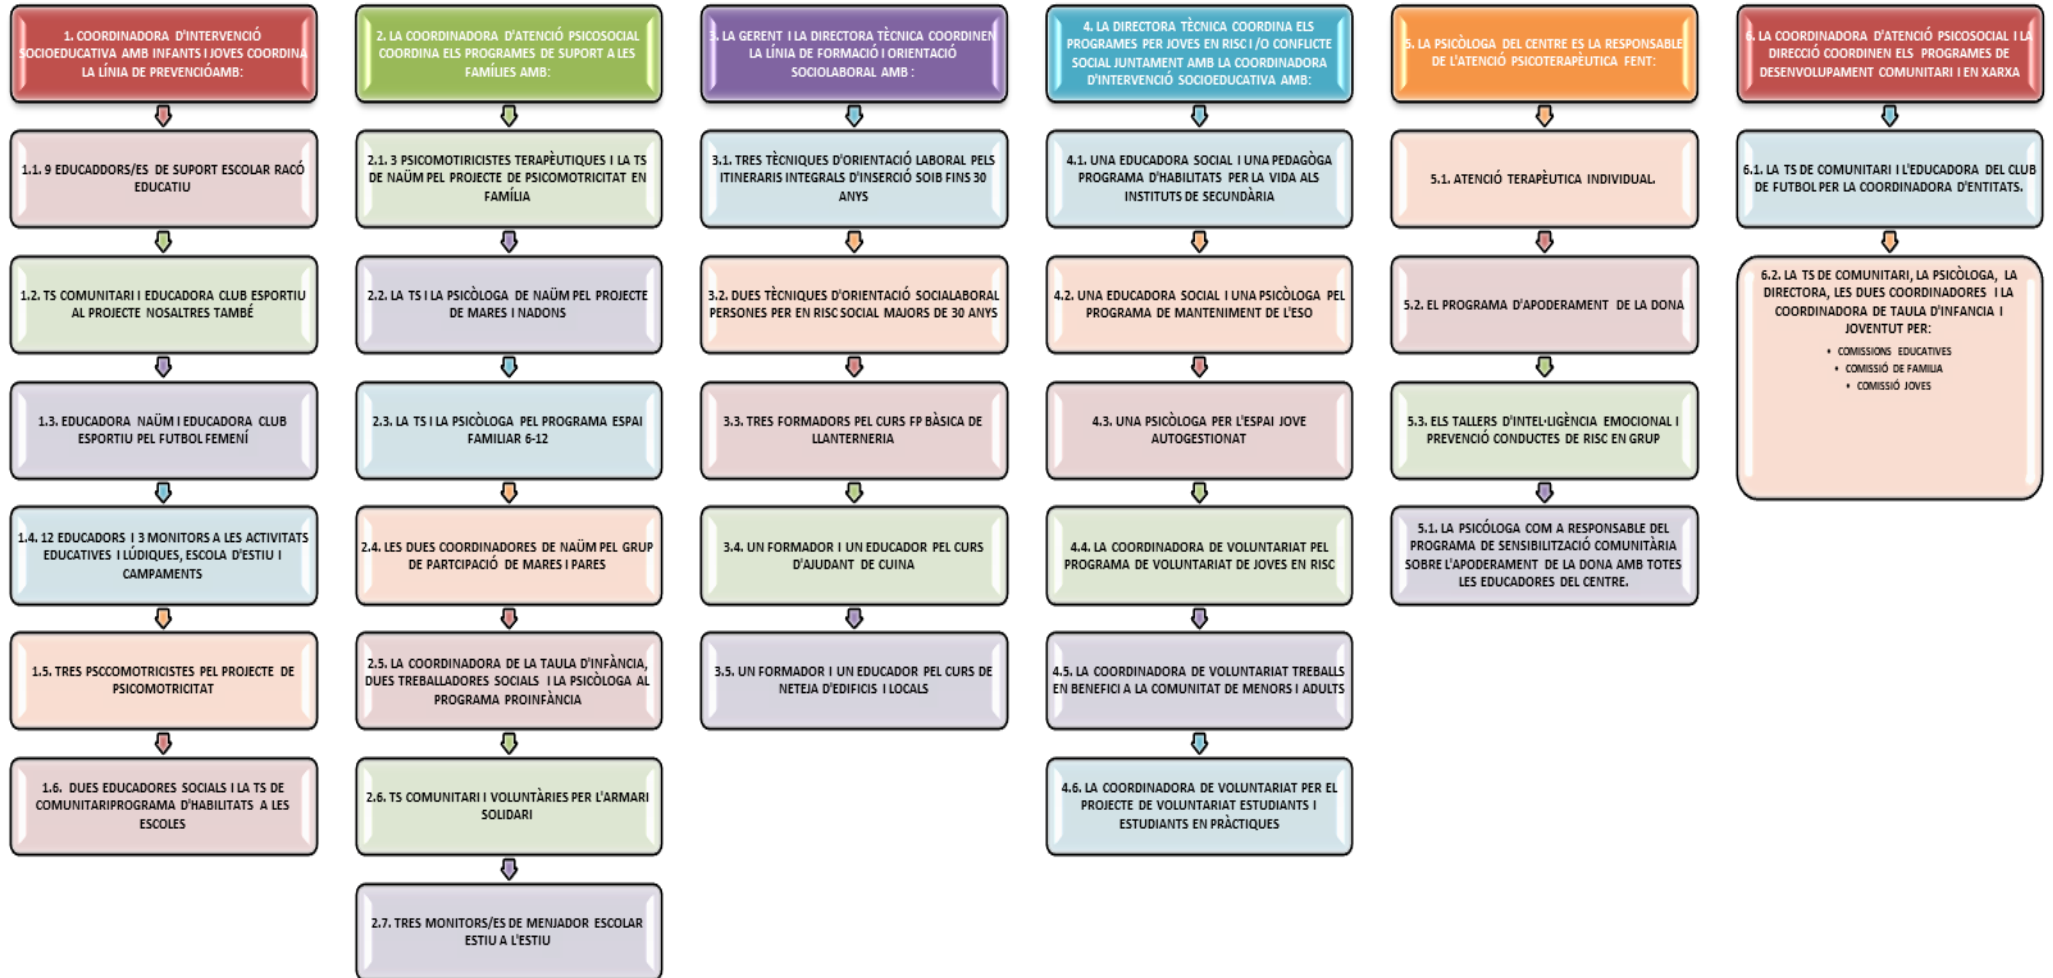 1. COORDINADORA D'INTERVENCIÓ
SOCIOEDUCATIVA AMB INFANTS I JOVES COORDINA
LA LÍNIA DE PREVENCIÓAMB:
1.1. 9 EDUCADDORS/ES DE SUPORT ESCOLAR RACÓ
EDUCATIU
1.2. TS COMUNITARI I EDUCADORA CLUB ESPORTIU
AL PROJECTE NOSALTRES TAMBÉ
1.3. EDUCADORA NAÜM I EDUCADORA CLUB
ESPORTIU PEL FUTBOL FEMENÍ
1.4. 12 EDUCADORS I 3 MONITORS A LES ACTIVITATS
EDUCATIVES I LÚDIQUES, ESCOLA D'ESTIU I
CAMPAMENTS
1.5. TRES PSCCOMOTRICISTES PEL PROJECTE DE
PSICOMOTRICITAT
1.6. DUES EDUCADORES SOCIALS I LA TS DE
COMUNITARIPROGRAMA D'HABILITATS A LES
ESCOLES
2. LA COORDINADORA D'ATENCIÓ PSICOSOCIAL
COORDINA ELS PROGRAMES DE SUPORT A LES
FAMÍLIES AMB:
2.1. 3 PSICOMOTIRICISTES TERAPÈUTIQUES I LA TS
DE NAÜM PEL PROJECTE DE PSICOMOTRICITAT EN
FAMÍLIA
2.2. LA TS I LA PSICÒLOGA DE NAÜM PEL PROJECTE
DE MARES I NADONS
2.3. LA TS I LA PSICÒLOGA PEL PROGRAMA ESPAI
FAMILIAR 6-12
2.4. LES DUES COORDINADORES DE NAÜM PEL GRUP
DE PARTCIPACIÓ DE MARES I PARES
2.5. LA COORDINADORA DE LA TAULA D'INFÀNCIA,
DUES TREBALLADORES SOCIALS I LA PSICÒLOGA AL
PROGRAMA PROINFÀNCIA
2.6. TS COMUNITARI I VOLUNTÀRIES PER L'ARMARI
SOLIDARI
2.7. TRES MONITORS/ES DE MENJADOR ESCOLAR
ESTIU A L'ESTIU
3. LA GERENT I LA DIRECTORA TÈCNICA COORDINEN
LA LÍNIA DE FORMACIÓ I ORIENTACIÓ
SOCIOLABORAL AMB :
3.1. TRES TÈCNIQUES D'ORIENTACIÓ LABORAL PELS
ITINERARIS INTEGRALS D'INSERCIÓ SOIB FINS 30
ANYS
3.2. DUES TÈCNIQUES D'ORIENTACIÓ SOCIALABORAL
PERSONES PER EN RISC SOCIAL MAJORS DE 30 ANYS
3.3. TRES FORMADORS PEL CURS FP BÀSICA DE
LLANTERNERIA
3.4. UN FORMADOR I UN EDUCADOR PEL CURS
D'AJUDANT DE CUINA
3.5. UN FORMADOR I UN EDUCADOR PEL CURS DE
NETEJA D'EDIFICIS I LOCALS
4. LA DIRECTORA TÈCNICA COORDINA ELS
PROGRAMES PER JOVES EN RISC I /O CONFLICTE
SOCIAL JUNTAMENT AMB LA COORDINADORA
D'INTERVENCIÓ SOCIOEDUCATIVA AMB:
4.1. UNA EDUCADORA SOCIAL I UNA PEDAGÒGA
PROGRAMA D'HABILITATS PER LA VIDA ALS
INSTITUTS DE SECUNDÀRIA
4.2. UNA EDUCADORA SOCIAL I UNA PSICÒLOGA PEL
PROGRAMA DE MANTENIMENT DE L'ESO
4.3. UNA PSICÒLOGA PER L'ESPAI JOVE
AUTOGESTIONAT
4.4. LA COORDINADORA DE VOLUNTARIAT PEL
PROGRAMA DE VOLUNTARIAT DE JOVES EN RISC
4.5. LA COORDINADORA DE VOLUNTARIAT TREBALLS
EN BENEFICI A LA COMUNITAT DE MENORS I ADULTS
4.6. LA COORDINADORA DE VOLUNTARIAT PER EL
PROJECTE DE VOLUNTARIAT ESTUDIANTS I
ESTUDIANTS EN PRÀCTIQUES
5. LA PSICÒLOGA DEL CENTRE ES LA RESPONSABLE
DE L'ATENCIÓ PSICOTERAPÈUTICA FENT:
5.1. ATENCIÓ TERAPÈUTICA INDIVIDUAL.
5.2. EL PROGRAMA D'APODERAMENT DE LA DONA
5.3. ELS TALLERS D'INTEL·LIGÈNCIA EMOCIONAL I
PREVENCIÓ CONDUCTES DE RISC EN GRUP
5.1. LA PSICÓLOGA COM A RESPONSABLE DEL
PROGRAMA DE SENSIBILITZACIÓ COMUNITÀRIA
SOBRE L'APODERAMENT DE LA DONA AMB TOTES
LES EDUCADORES DEL CENTRE.
6. LA COORDINADORA D'ATENCIÓ PSICOSOCIAL I LA
DIRECCIÓ COORDINEN ELS PROGRAMES DE
DESENVOLUPAMENT COMUNITARI I EN XARXA
6.1. LA TS DE COMUNITARI I L'EDUCADORA DEL CLUB
DE FUTBOL PER LA COORDINADORA D'ENTITATS.
6.2. LA TS DE COMUNITARI, LA PSICÒLOGA, LA
DIRECTORA, LES DUES COORDINADORES I LA
COORDINADORA DE TAULA D'INFANCIA I
JOVENTUT PER:
• COMISSIONS EDUCATIVES
• COMISSIÓ DE FAMILIA
• COMISSIÓ JOVES